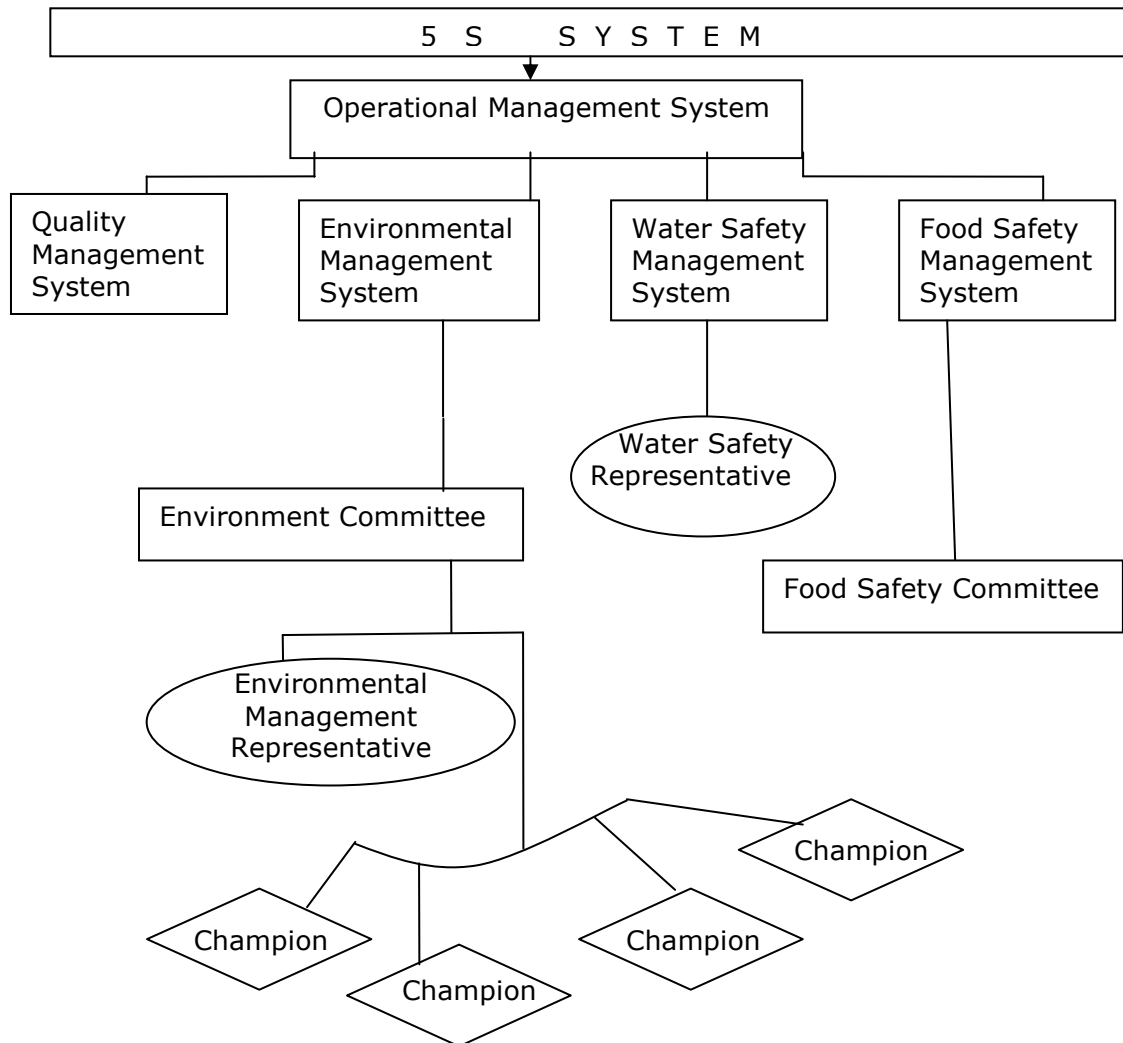 5 S S Y S T E M
Operational Management System
Quality
Management
System
Environmental
Management
System
Water Safety
Management
System
Food Safety
Management
System
Water Safety
Representative
Environment Committee
Food Safety Committee
Environmental
Management
Representative
Champion
Champion
Champion
Champion